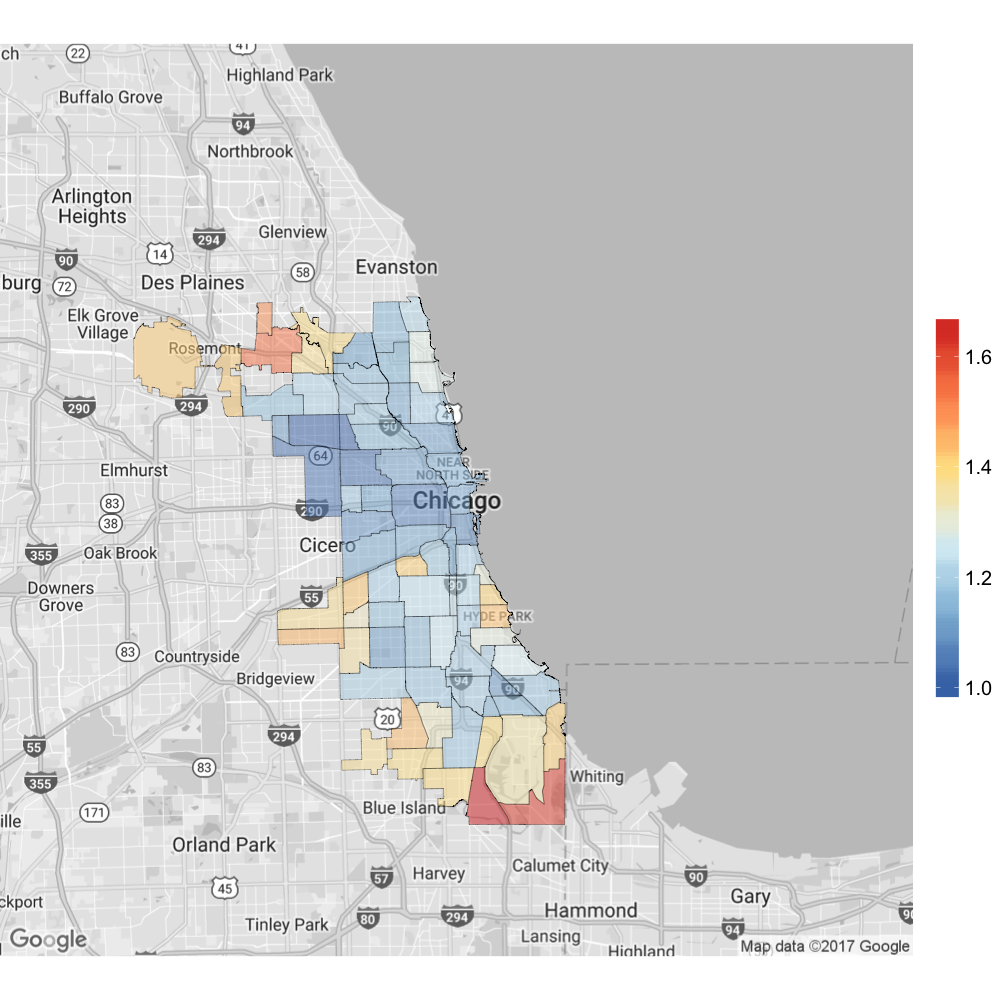 ch
22
41
Highland Park
Buffalo Grove
94
Northbrook
Arlington
Heights
Glenview
294
14
90
Evanston
58
burg
72
Des Plaines
Elk Grove
Village
Rosemont
1.6
290
294
41
90
64
NEAR
NORTH SIDE
Elmhurst
1.4
83
Chicago
290
38
355
Oak Brook
Cicero
1.2
Downers
Grove
55
90
HYDE PARK
83
Countryside
Bridgeview
94
90
1.0
20
294
55
83
Whiting
355
Blue Island
171
ille
Orland Park
Calumet City
57
Harvey
90
45
Gary
ckport
80
294
Hammond
90
Tinley Park
94
Lansing
Google
Map data ©2017 Google
Highland